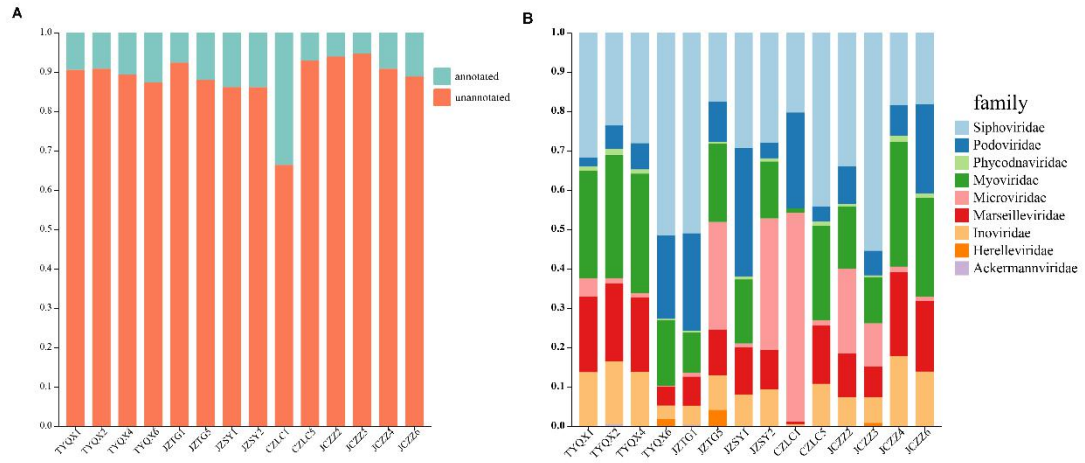 A
1.0
0.9
0.8
0.7
0.6
0.5
0.4
0.3
0.2
0.1
0.0
TYQX1
TYQX2
TYQX4
TYQX6
JZTG1
JZTG5
JZSY1
JZSY2
CZLC1
CZLC5
JCZZ2
JCZZ3
JCZZ4
JCZZ6
annotated
unannotated
B
1.0
0.9
0.8
0.7
0.6
0.5
0.4
0.3
0.2
0.1
0.0
TYQX1
TYQX2
TYQX4
TYQX6
JZTG1
JZTG5
JZSY1
JZSY2
CZLC1
CZLC5
JCZZ2
JCZZ3
JCZZ4
JCZZ6
family
Siphoviridae
Podoviridae
Phycodnaviridae
Myoviridae
Microviridae
Marseilleviridae
Inoviridae
Herelleviridae
Ackermannviridae